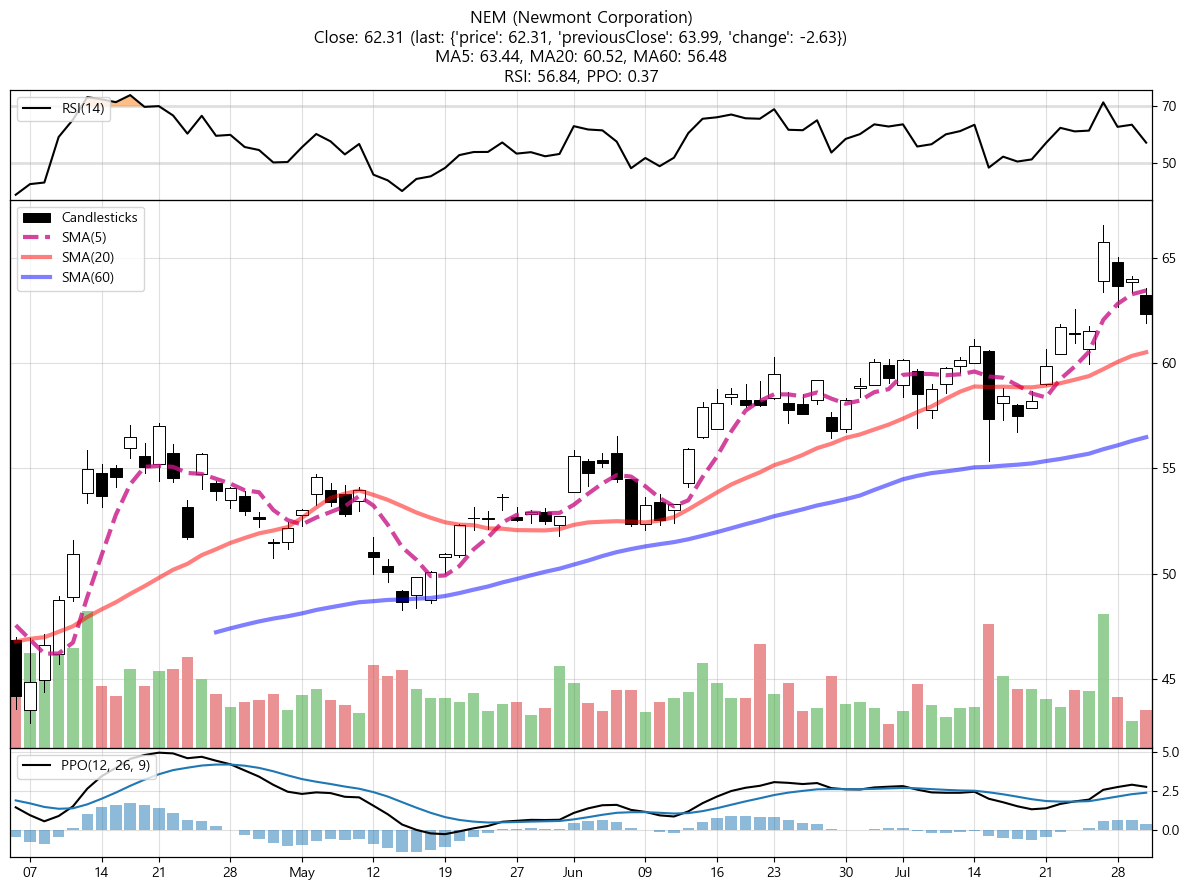 NEM (Newmont Corporation)
Close: 62.31 (last: {'price': 62.31, 'previousClose': 63.99, 'change': -2.63})
MA5: 63.44, MA20: 60.52, MA60: 56.48
RSI: 56.84, PPO: 0.37
RSI(14)
70
50
Candlesticks
SMA(5)
SMA(20)
SMA(60)
65
60
55
50
45
PPO(12, 26, 9)
5.0
2.5
0.0
07 14 21 28 May 12 19 27 Jun 09 16 23 30 Jul 14 21 28